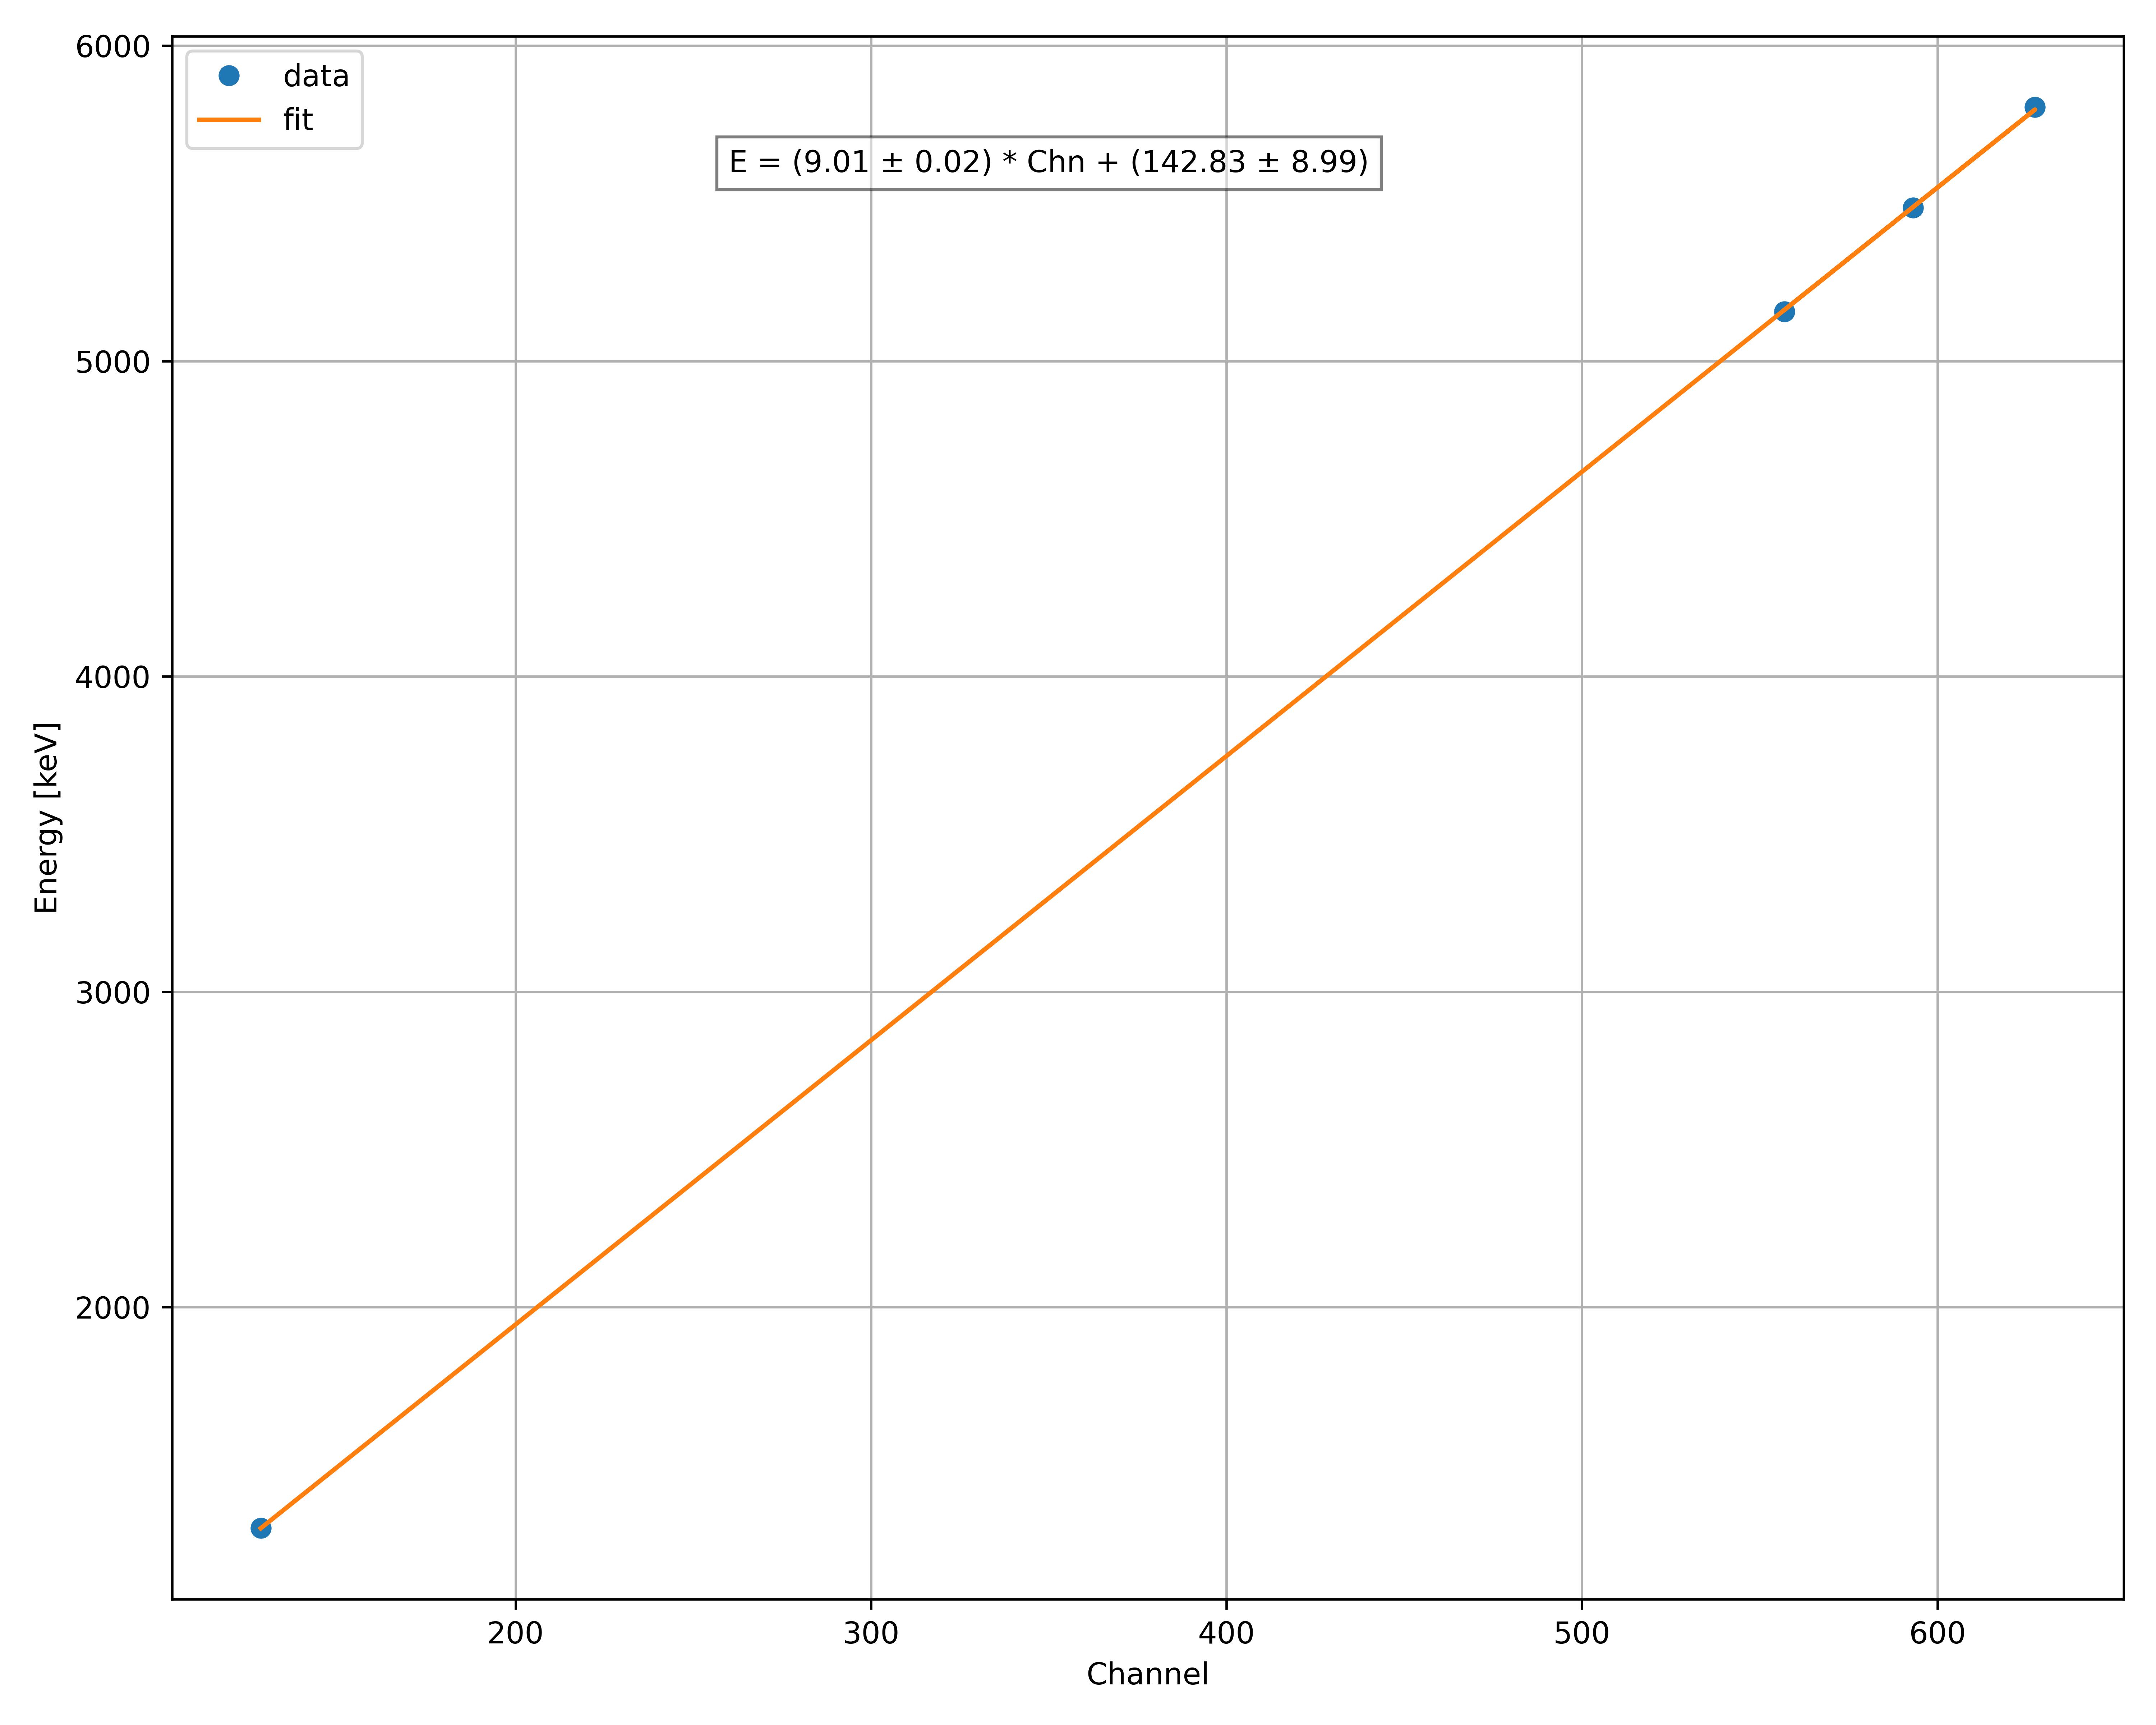 6000
data
fit
E = (9.01 ± 0.02) * Chn + (142.83 ± 8.99)
5000
4000
Energy [keV]
3000
2000
200 300 400 500 600
Channel